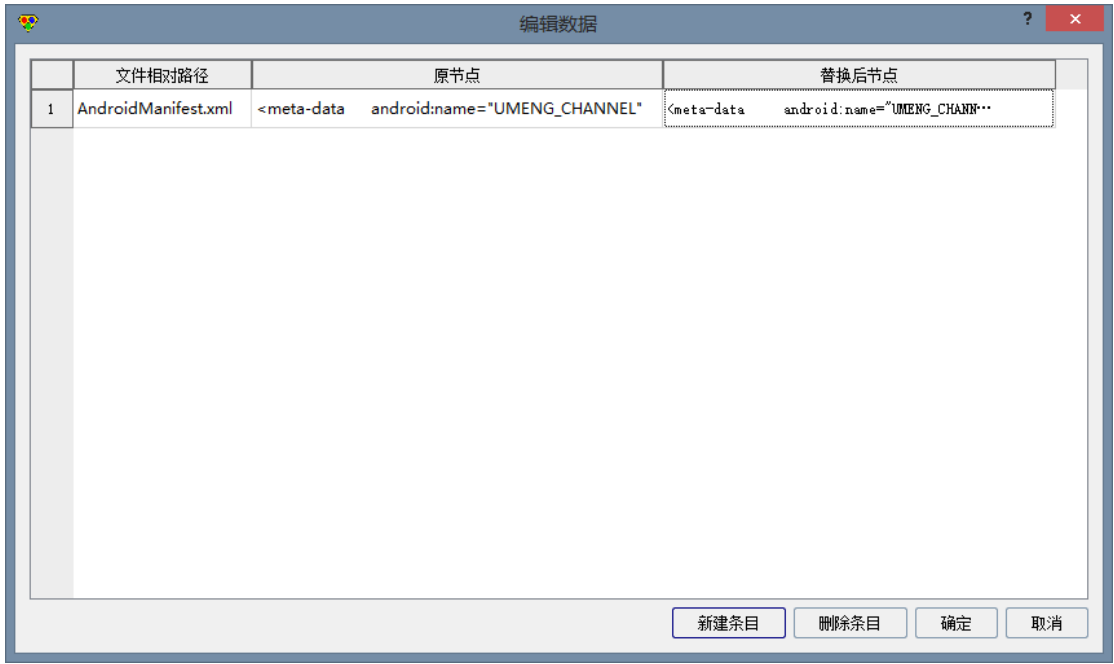 编辑数据
?
×
文件相对路径 原节点 替换后节点
1 AndroidManifest.xml <meta-data android:name="UMENG_CHANNEL" <meta-data android:name="UMENG_CHANN…
新建条目 删除条目 确定 取消